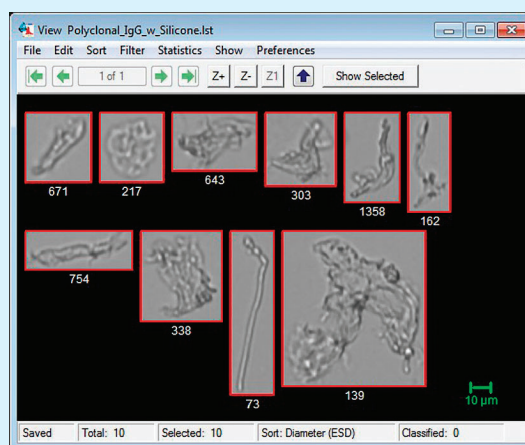 View Polyclonal_IgG_w_Silicone.lst
File Edit Sort Filter Statistics Show Preferences
1 of 1 Z+ Z- Z1 Show Selected
671 217 643 303 1358 162
754 338 73 139
10 µm
Saved Total: 10 Selected: 10 Sort: Diameter (ESD) Classified: 0